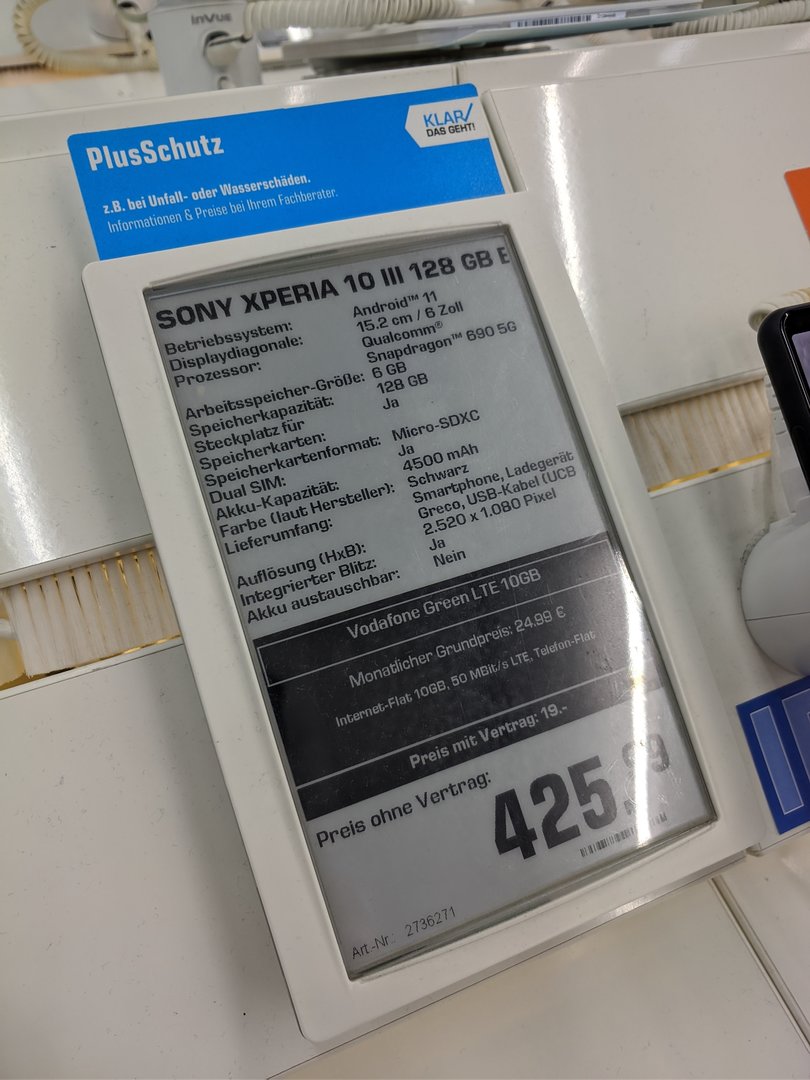 inVue
PlusSchutz
KLAR
DAS GEHT!
z.B. bei Unfall- oder Wasserschäden.
Informationen & Preise bei Ihrem Fachberater.
SONY XPERIA 10 III 128 GB
Betriebssystem: Android™ 11
Displaydiagonale: 15.2 cm / 6 Zoll
Prozessor: Qualcomm®
Snapdragon™ 690 5G
Arbeitsspeicher-Größe: 6 GB
Speicherkapazität: 128 GB
Steckplatz für Ja
Speicherkarten:
Speicherkartenformat: Micro-SDXC
Dual SIM: Ja
Akku-Kapazität: 4500 mAh
Farbe (laut Hersteller): Schwarz
Lieferumfang: Smartphone, Ladegerät
Greco, USB-Kabel (UCB
Auflösung (HxB): 2.520 x 1.080 Pixel
Integrierter Blitz: Ja
Akku austauschbar: Nein
Vodafone Green LTE 10GB
Monatlicher Grundpreis: 24.99 €
Internet-Flat 10GB, 50 MBit/s LTE, Telefon-Flat
Preis mit Vertrag: 19.-
Preis ohne Vertrag:
425.
Art.-Nr.: 2736271